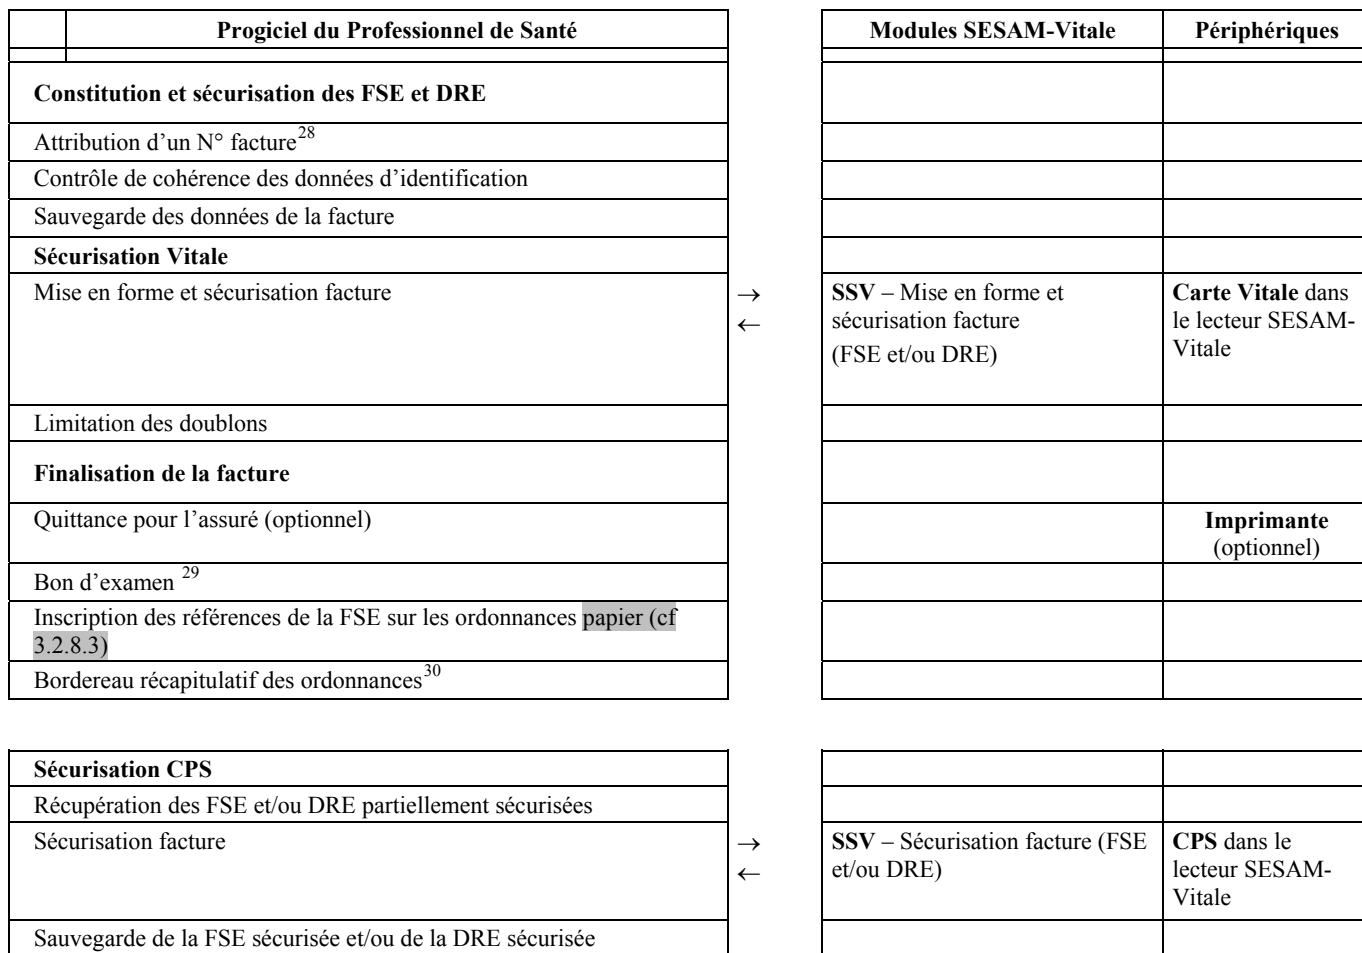 Progiciel du Professionnel de Santé
Modules SESAM-Vitale
Périphériques
Constitution et sécurisation des FSE et DRE
Attribution d'un N° facture28
Contrôle de cohérence des données d'identification
Sauvegarde des données de la facture
Sécurisation Vitale
Mise en forme et sécurisation facture
→
←
SSV – Mise en forme et
sécurisation facture
(FSE et/ou DRE)
Carte Vitale dans
le lecteur SESAM-
Vitale
Limitation des doublons
Finalisation de la facture
Quittance pour l'assuré (optionnel)
Imprimante
(optionnel)
Bon d'examen 29
Inscription des références de la FSE sur les ordonnances papier (cf
3.2.8.3)
Bordereau récapitulatif des ordonnances30
Sécurisation CPS
Récupération des FSE et/ou DRE partiellement sécurisées
Sécurisation facture
→
←
SSV – Sécurisation facture (FSE
et/ou DRE)
CPS dans le
lecteur SESAM-
Vitale
Sauvegarde de la FSE sécurisée et/ou de la DRE sécurisée